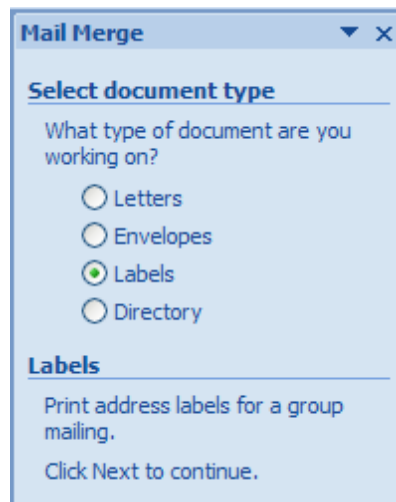 Mail Merge
Select document type
What type of document are you
working on?
Letters
Envelopes
Labels
Directory
Labels
Print address labels for a group
mailing.
Click Next to continue.